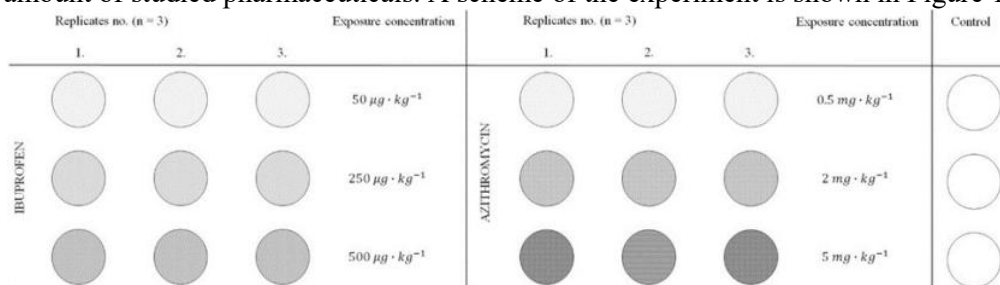 amount of studied pharmaceuticals. A scheme of the experiment is shown in Figure
Replicates no. (n = 3) Exposure concentration Replicates no. (n = 3) Exposure concentration Control
1. 2. 3. 1. 2. 3.
50 μg · kg⁻¹ 0.5 mg · kg⁻¹
IBUPROFEN 250 μg · kg⁻¹ AZITHROMYCIN 2 mg · kg⁻¹
500 μg · kg⁻¹ 5 mg · kg⁻¹